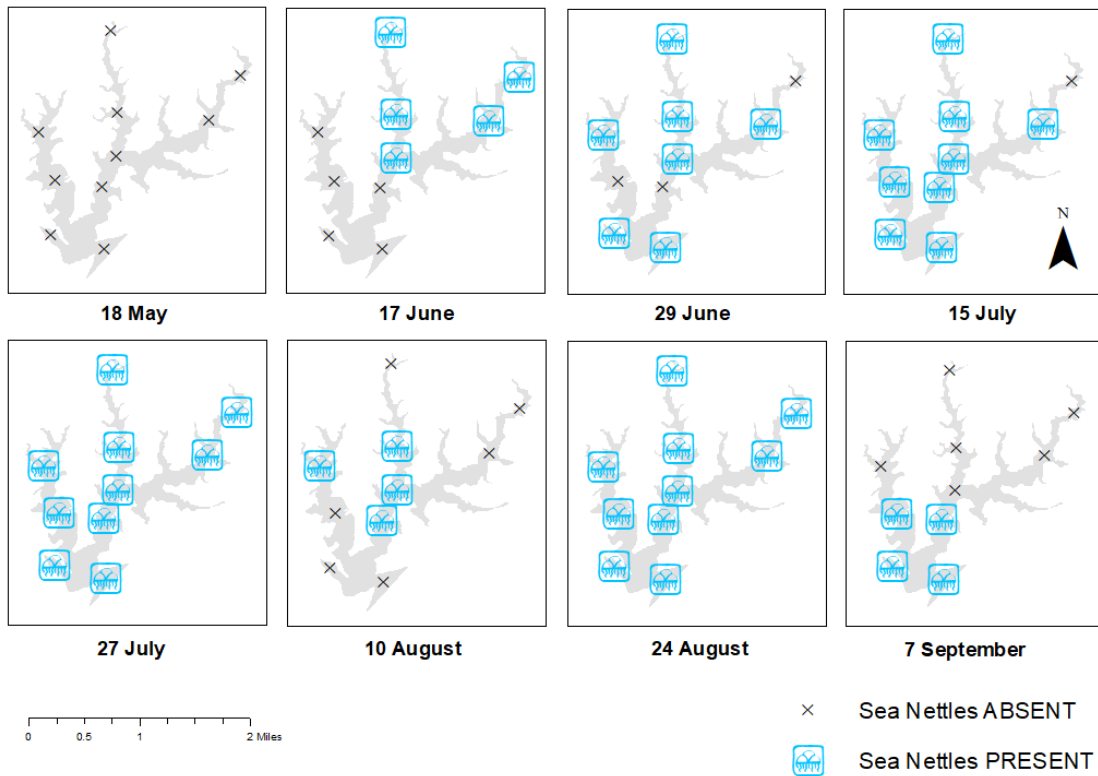 N
18 May
17 June
29 June
15 July
27 July
10 August
24 August
7 September
0 0.5 1 2 Miles
Sea Nettles ABSENT
Sea Nettles PRESENT